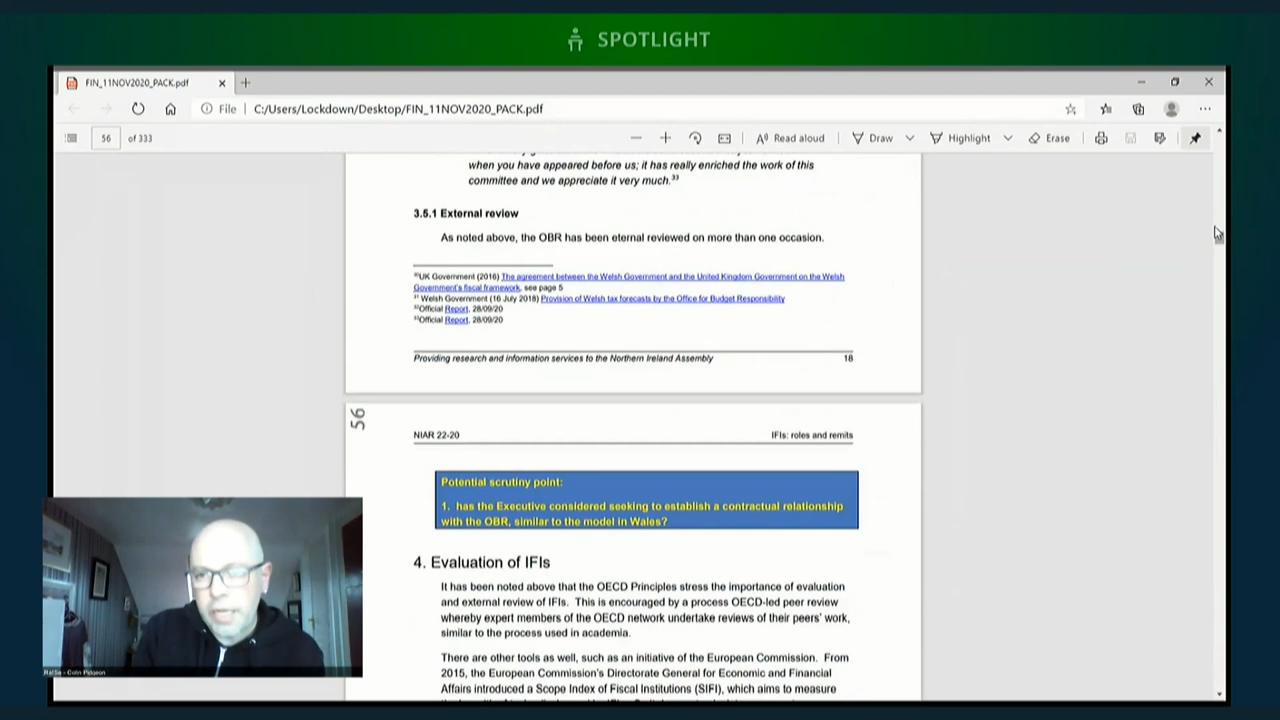 SPOTLIGHT
FIN_11NOV2020_PACK.pdf
File | C:/Users/Lockdown/Desktop/FIN_11NOV2020_PACK.pdf
56 of 333
Read aloud
Draw
Highlight
Erase
when you have appeared before us; it has really enriched the work of this
committee and we appreciate it very much.33
3.5.1 External review
As noted above, the OBR has been eternal reviewed on more than one occasion.
30UK Government (2016) The agreement between the Welsh Government and the United Kingdom Government on the Welsh
Government's fiscal framework, see page 5
31 Welsh Government (16 July 2018) Provision of Welsh tax forecasts by the Office for Budget Responsibility
32Official Report, 28/09/20
33Official Report, 28/09/20
Providing research and information services to the Northern Ireland Assembly 18
56
NIAR 22-20 IFIs: roles and remits
Potential scrutiny point:
1. has the Executive considered seeking to establish a contractual relationship
with the OBR, similar to the model in Wales?
4. Evaluation of IFIs
It has been noted above that the OECD Principles stress the importance of evaluation
and external review of IFIs. This is encouraged by a process OECD-led peer review
whereby expert members of the OECD network undertake reviews of their peers' work,
similar to the process used in academia.
There are other tools as well, such as an initiative of the European Commission. From
2015, the European Commission's Directorate General for Economic and Financial
Affairs introduced a Scope Index of Fiscal Institutions (SIFI), which aims to measure
RaISe - Colin Pidgeon